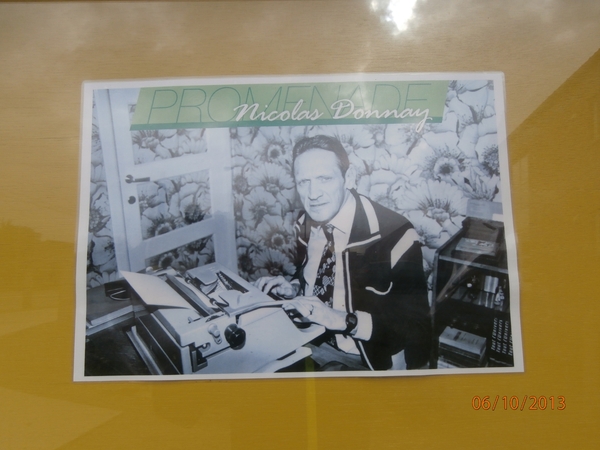 PROMENADE
Nicolas Donnay
06/10/2013